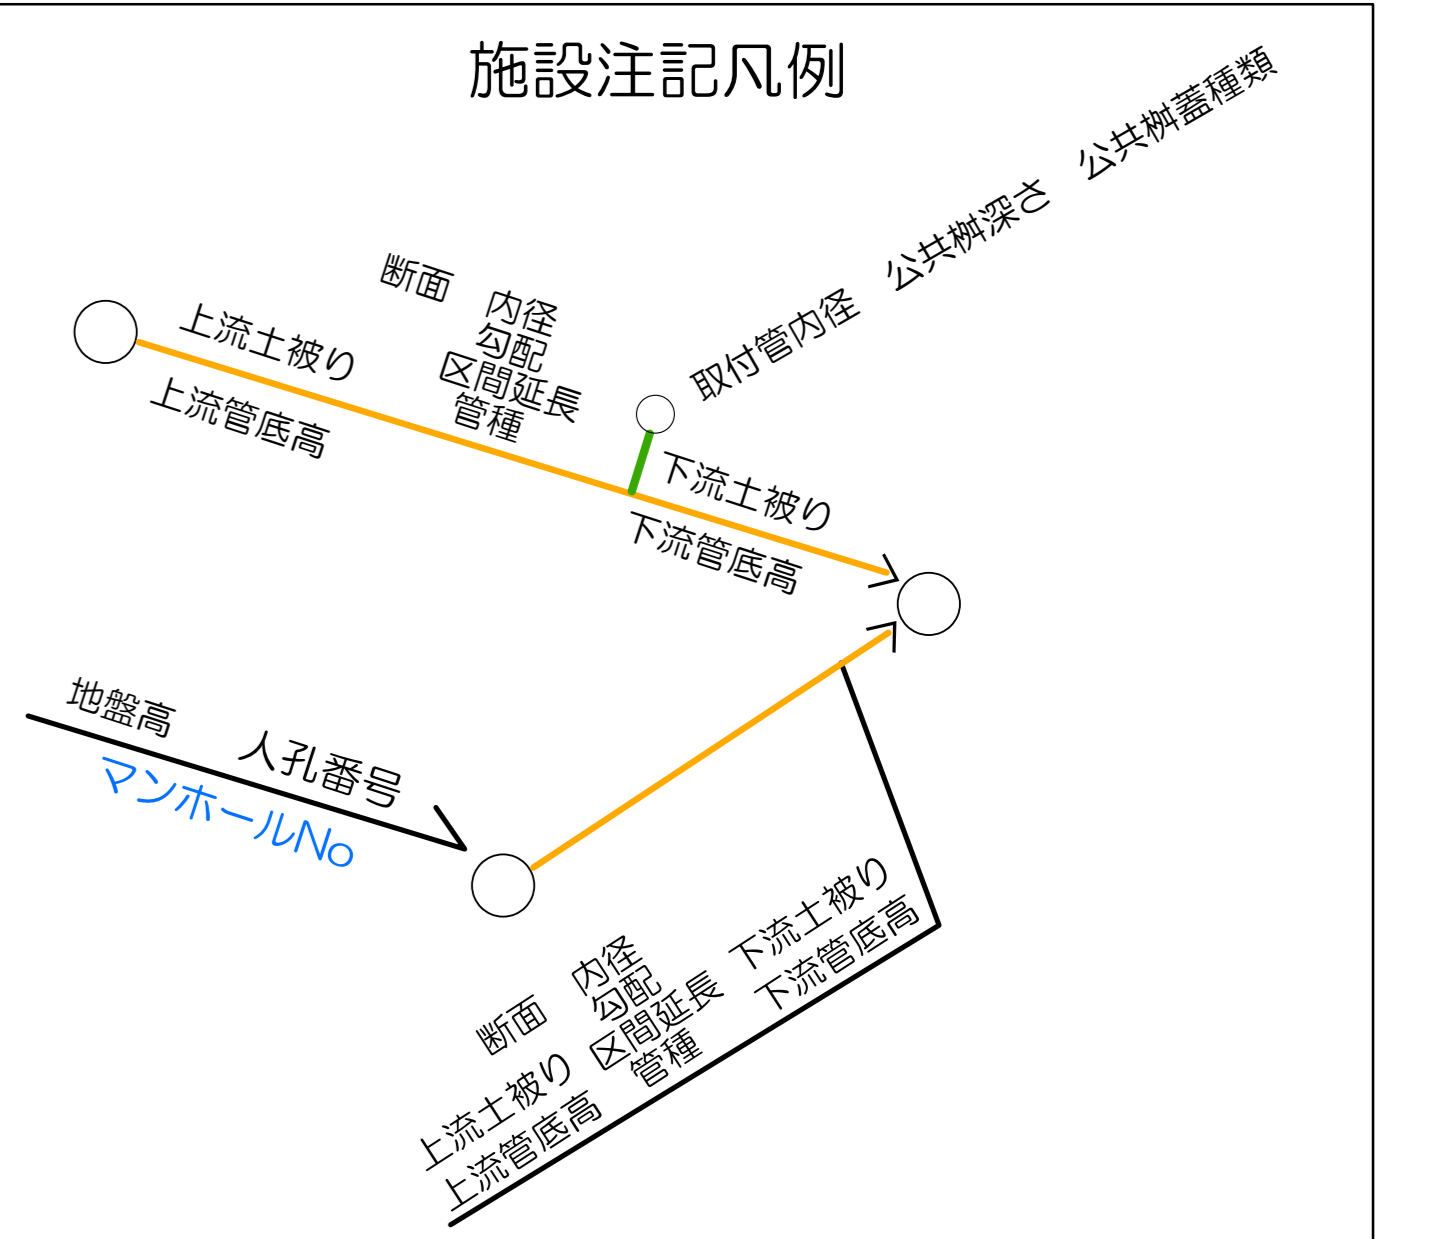 施設注記凡例
取付管内径　公共桝深さ　公共桝蓋種類
断面　内径
勾配
区間延長
管種
上流土被り
上流管底高
下流土被り
下流管底高
地盤高　人孔番号
マンホールNo
断面　内径
勾配
区間延長
管種
上流土被り
上流管底高
下流土被り
下流管底高